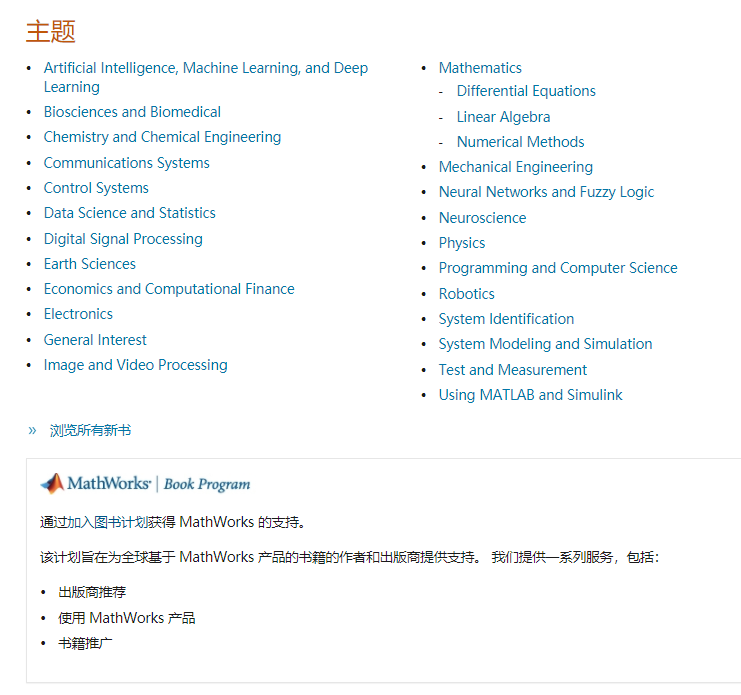 主题
• Artificial Intelligence, Machine Learning, and Deep
Learning
• Biosciences and Biomedical
• Chemistry and Chemical Engineering
• Communications Systems
• Control Systems
• Data Science and Statistics
• Digital Signal Processing
• Earth Sciences
• Economics and Computational Finance
• Electronics
• General Interest
• Image and Video Processing
• Mathematics
- Differential Equations
- Linear Algebra
- Numerical Methods
• Mechanical Engineering
• Neural Networks and Fuzzy Logic
• Neuroscience
• Physics
• Programming and Computer Science
• Robotics
• System Identification
• System Modeling and Simulation
• Test and Measurement
• Using MATLAB and Simulink
» 浏览所有新书
MathWorks® | Book Program
通过加入图书计划获得 MathWorks 的支持。
该计划旨在为全球基于 MathWorks 产品的书籍的作者和出版商提供支持。 我们提供一系列服务，包括：
• 出版商推荐
• 使用 MathWorks 产品
• 书籍推广